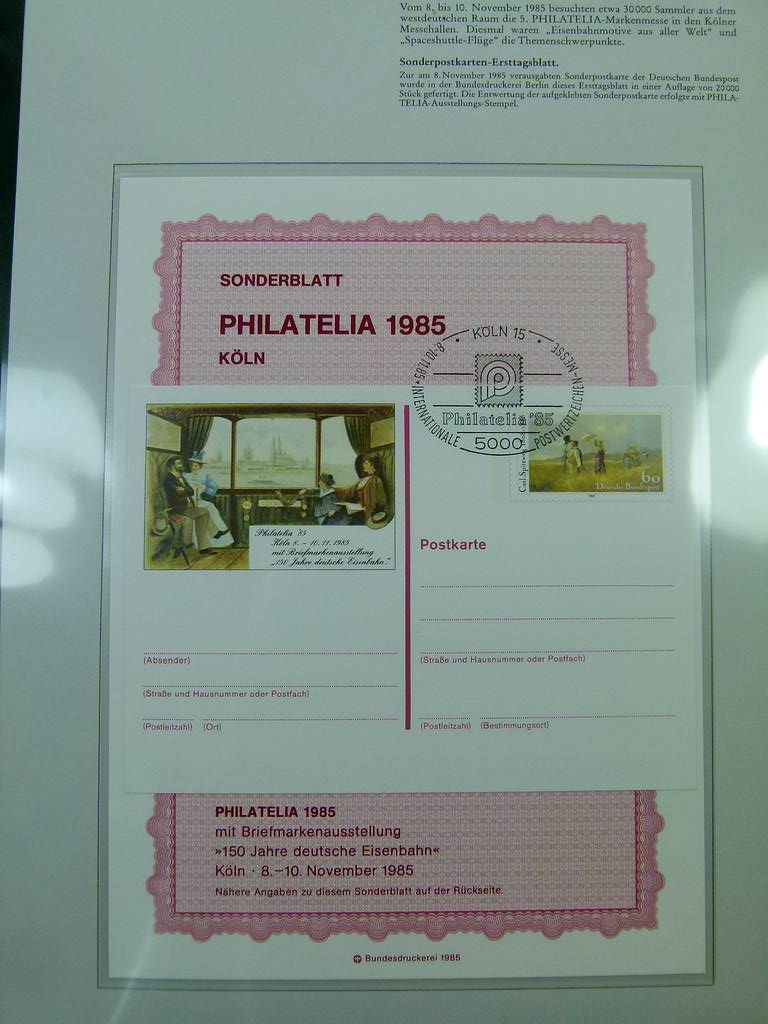 Vom 8. bis 10. November 1985 besuchten etwa 30000 Sammler aus dem
westdeutschen Raum die 5. PHILATELIA-Markenmesse in den Kölner
Messehallen. Diesmal waren „Eisenbahnmotive aus aller Welt“ und
„Spaceshuttle-Flüge“ die Themenschwerpunkte.
Sonderpostkarten-Ersttagsblatt.
Zur am 8. November 1985 verausgabten Sonderpostkarte der Deutschen Bundespost
wurde in der Bundesdruckerei Berlin dieses Ersttagsblatt in einer Auflage von 20000
Stück gefertigt. Die Entwertung der aufgeklebten Sonderpostkarte erfolgte mit PHILA-
TELIA-Ausstellungs-Stempel.
SONDERBLATT
PHILATELIA 1985
KÖLN
KÖLN 15
8.-10.11.85 • INTERNATIONALE POSTWERTZEICHEN-MESSE
Philatelia '85
5000
Carl Spitzweg
60
Deutsche Bundespost
Philatelia '85
Köln 8. – 10. 11. 1985
mit Briefmarkenausstellung
„150 Jahre deutsche Eisenbahn.“
Postkarte
(Absender)
(Straße und Hausnummer oder Postfach)
(Postleitzahl) (Ort)
(Straße und Hausnummer oder Postfach)
(Postleitzahl) (Bestimmungsort)
PHILATELIA 1985
mit Briefmarkenausstellung
»150 Jahre deutsche Eisenbahn«
Köln · 8.–10. November 1985
Nähere Angaben zu diesem Sonderblatt auf der Rückseite.
Bundesdruckerei 1985